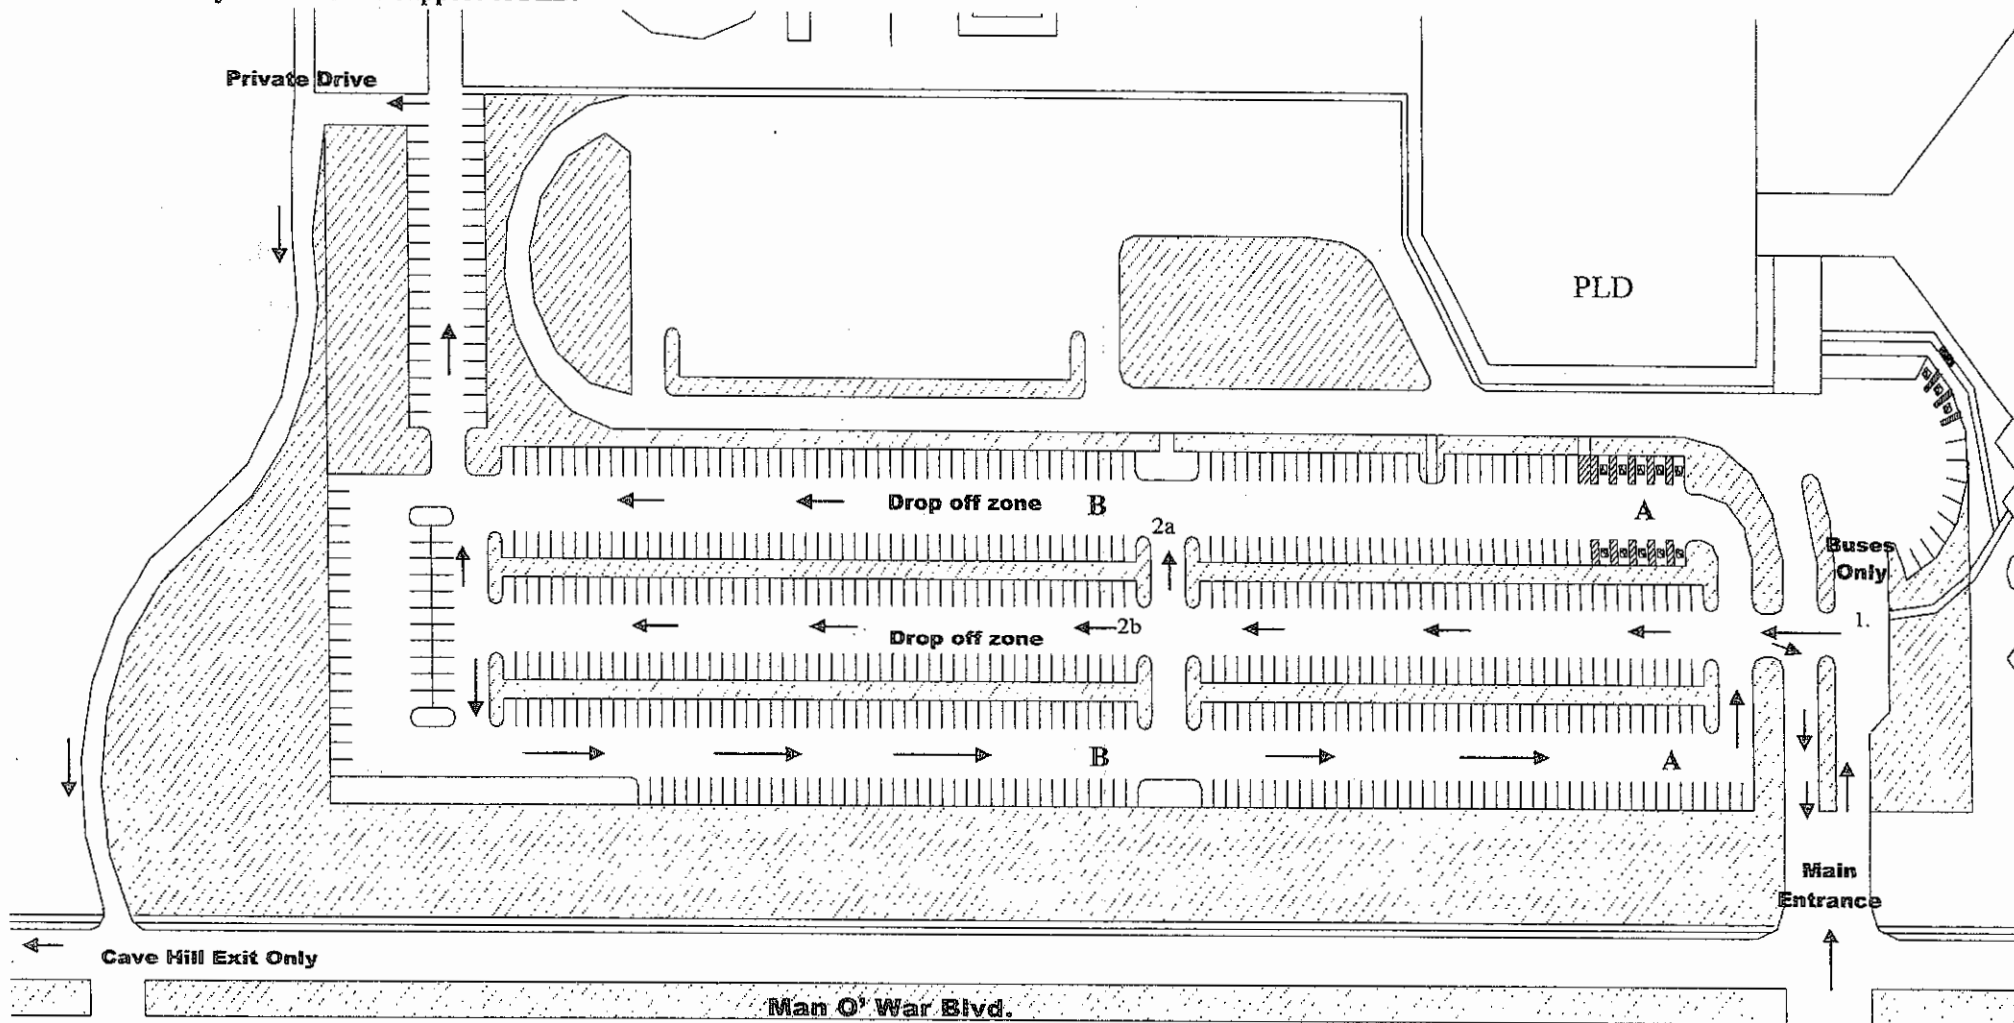 Private Drive
PLD
Drop off zone
B
A
2a
Buses
Only
1.
2b
Drop off zone
B
A
Main
Entrance
Cave Hill Exit Only
Man O' War Blvd.